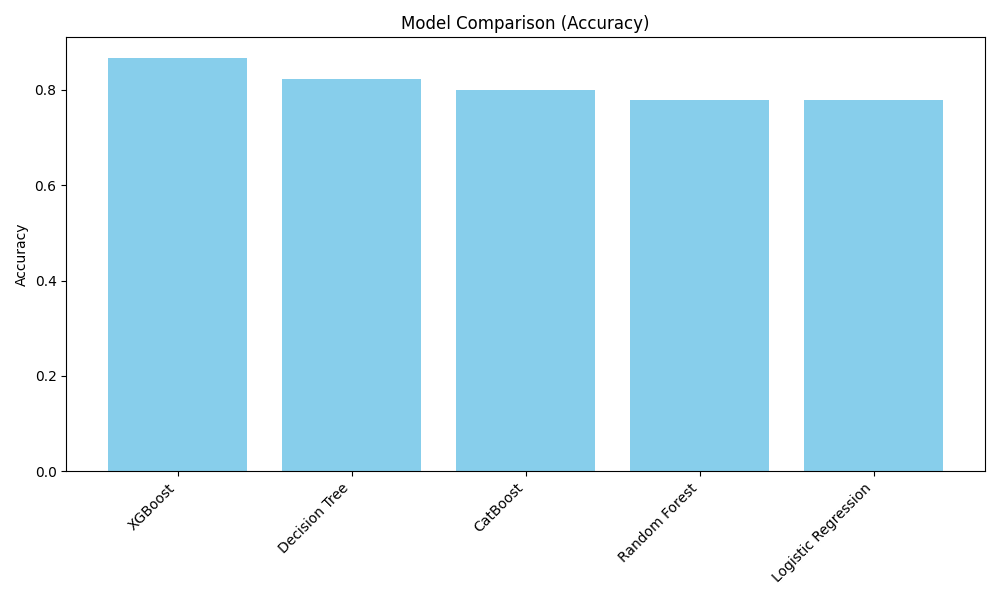 Model Comparison (Accuracy)
Accuracy
0.8
0.6
0.4
0.2
0.0
XGBoost
Decision Tree
CatBoost
Random Forest
Logistic Regression